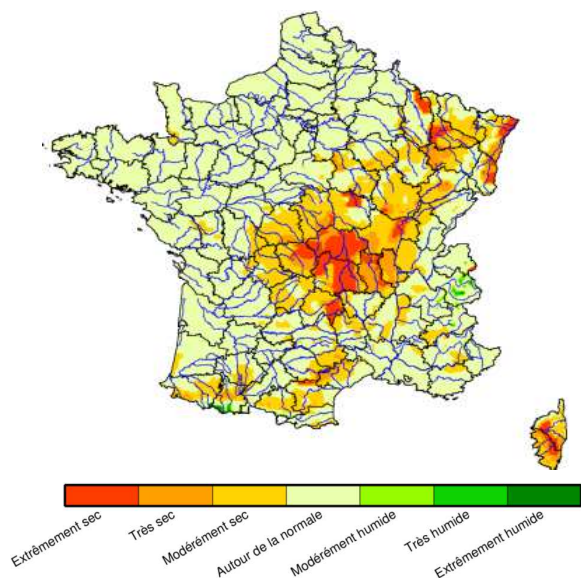 Extrêmement sec
Très sec
Modérément sec
Autour de la normale
Modérément humide
Très humide
Extrêmement humide